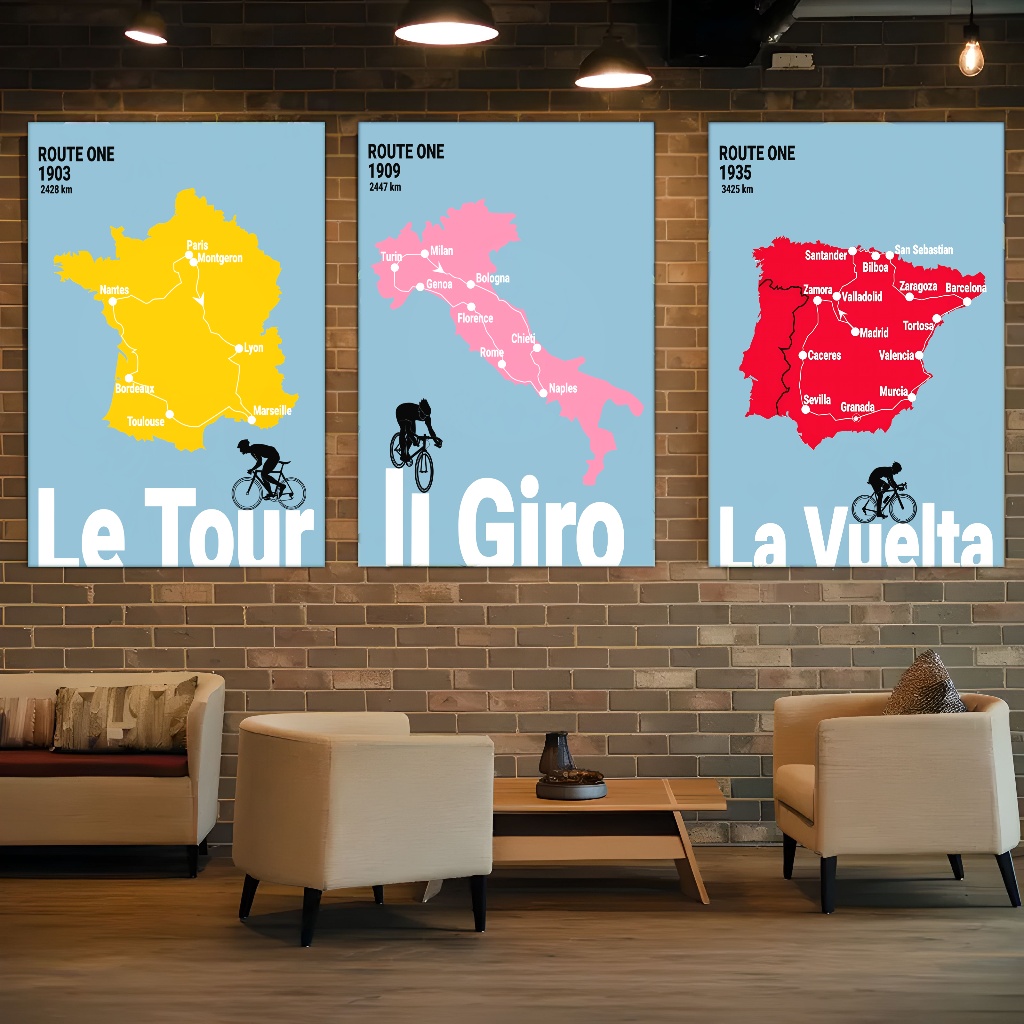 ROUTE ONE
1903
2428 km
Paris
Montgeron
Nantes
Lyon
Bordeaux
Toulouse
Marseille
Le Tour
ROUTE ONE
1909
2447 km
Turin
Milan
Genoa
Bologna
Florence
Chieti
Rome
Naples
Il Giro
ROUTE ONE
1935
3425 km
Santander
San Sebastian
Bilboa
Zamora
Valladolid
Zaragoza
Barcelona
Madrid
Tortosa
Caceres
Valencia
Murcia
Sevilla
Granada
La Vuelta